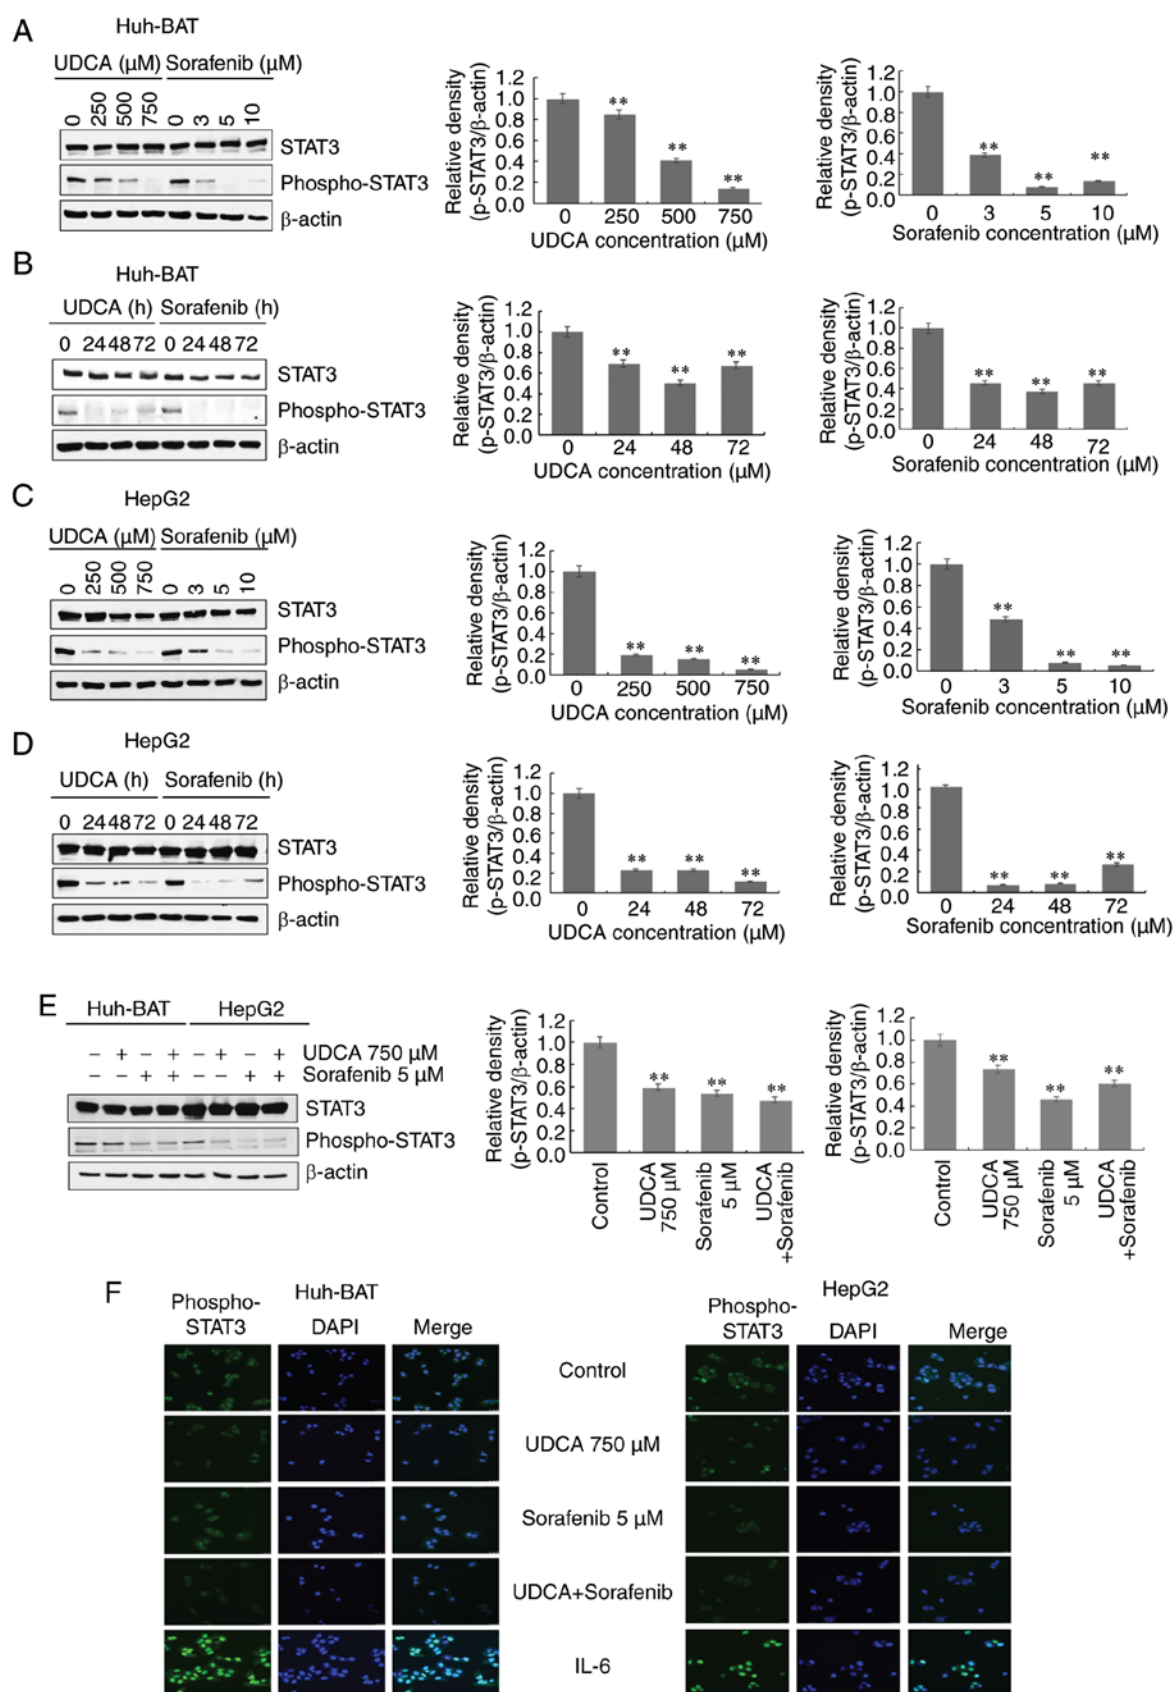 A
Huh-BAT
UDCA (µM) Sorafenib (µM)
0 250 500 750 0 3 5 10
STAT3
Phospho-STAT3
β-actin
Relative density
(p-STAT3/β-actin)
1.2
1.0
0.8
0.6
0.4
0.2
0.0
** ** **
0 250 500 750
UDCA concentration (µM)
Relative density
(p-STAT3/β-actin)
1.2
1.0
0.8
0.6
0.4
0.2
0.0
** ** **
0 3 5 10
Sorafenib concentration (µM)
B
Huh-BAT
UDCA (h) Sorafenib (h)
0 24 48 72 0 24 48 72
STAT3
Phospho-STAT3
β-actin
Relative density
(p-STAT3/β-actin)
1.2
1.0
0.8
0.6
0.4
0.2
0.0
** ** **
0 24 48 72
UDCA concentration (µM)
Relative density
(p-STAT3/β-actin)
1.2
1.0
0.8
0.6
0.4
0.2
0.0
** ** **
0 24 48 72
Sorafenib concentration (µM)
C
HepG2
UDCA (µM) Sorafenib (µM)
0 250 500 750 0 3 5 10
STAT3
Phospho-STAT3
β-actin
Relative density
(p-STAT3/β-actin)
1.2
1.0
0.8
0.6
0.4
0.2
0
** ** **
0 250 500 750
UDCA concentration (µM)
Relative density
(p-STAT3/β-actin)
1.2
1.0
0.8
0.6
0.4
0.2
0.0
** ** **
0 3 5 10
Sorafenib concentration (µM)
D
HepG2
UDCA (h) Sorafenib (h)
0 24 48 72 0 24 48 72
STAT3
Phospho-STAT3
β-actin
Relative density
(p-STAT3/β-actin)
1.2
1.0
0.8
0.6
0.4
0.2
0.0
** ** **
0 24 48 72
UDCA concentration (µM)
Relative density
(p-STAT3/β-actin)
1.2
1.0
0.8
0.6
0.4
0.2
0.0
** ** **
0 24 48 72
Sorafenib concentration (µM)
E
Huh-BAT HepG2
− + − + − + − + UDCA 750 µM
− − + + − − + + Sorafenib 5 µM
STAT3
Phospho-STAT3
β-actin
Relative density
(p-STAT3/β-actin)
1.2
1.0
0.8
0.6
0.4
0.2
0.0
** ** **
Control
UDCA
750 µM
Sorafenib
5 µM
UDCA
+Sorafenib
Relative density
(p-STAT3/β-actin)
1.2
1.0
0.8
0.6
0.4
0.2
0.0
** ** **
Control
UDCA
750 µM
Sorafenib
5 µM
UDCA
+Sorafenib
F
Huh-BAT
Phospho-
STAT3 DAPI Merge
HepG2
Phospho-
STAT3 DAPI Merge
Control
UDCA 750 µM
Sorafenib 5 µM
UDCA+Sorafenib
IL-6